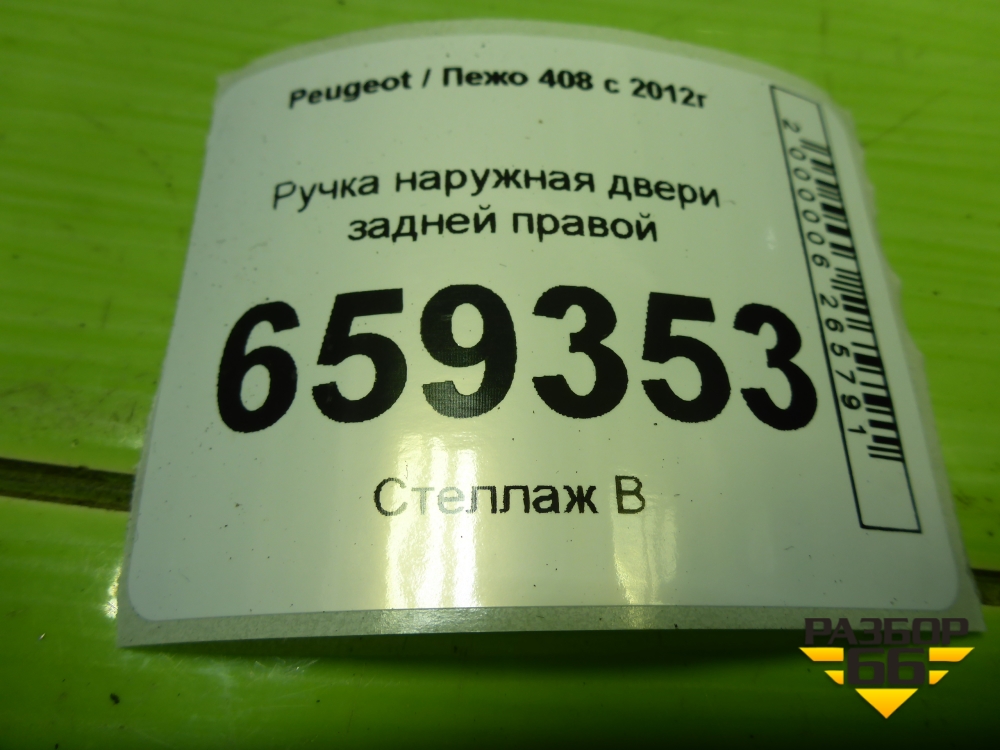 Peugeot / Пежо 408 с 2012г
Ручка наружная двери
задней правой
659353
Стеллаж В
2000006265791
РАЗБОР
66